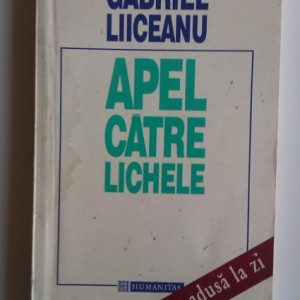 GABRIEL
LIICEANU
APEL
CĂTRE
LICHELE
HUMANITAS
adusă la zi